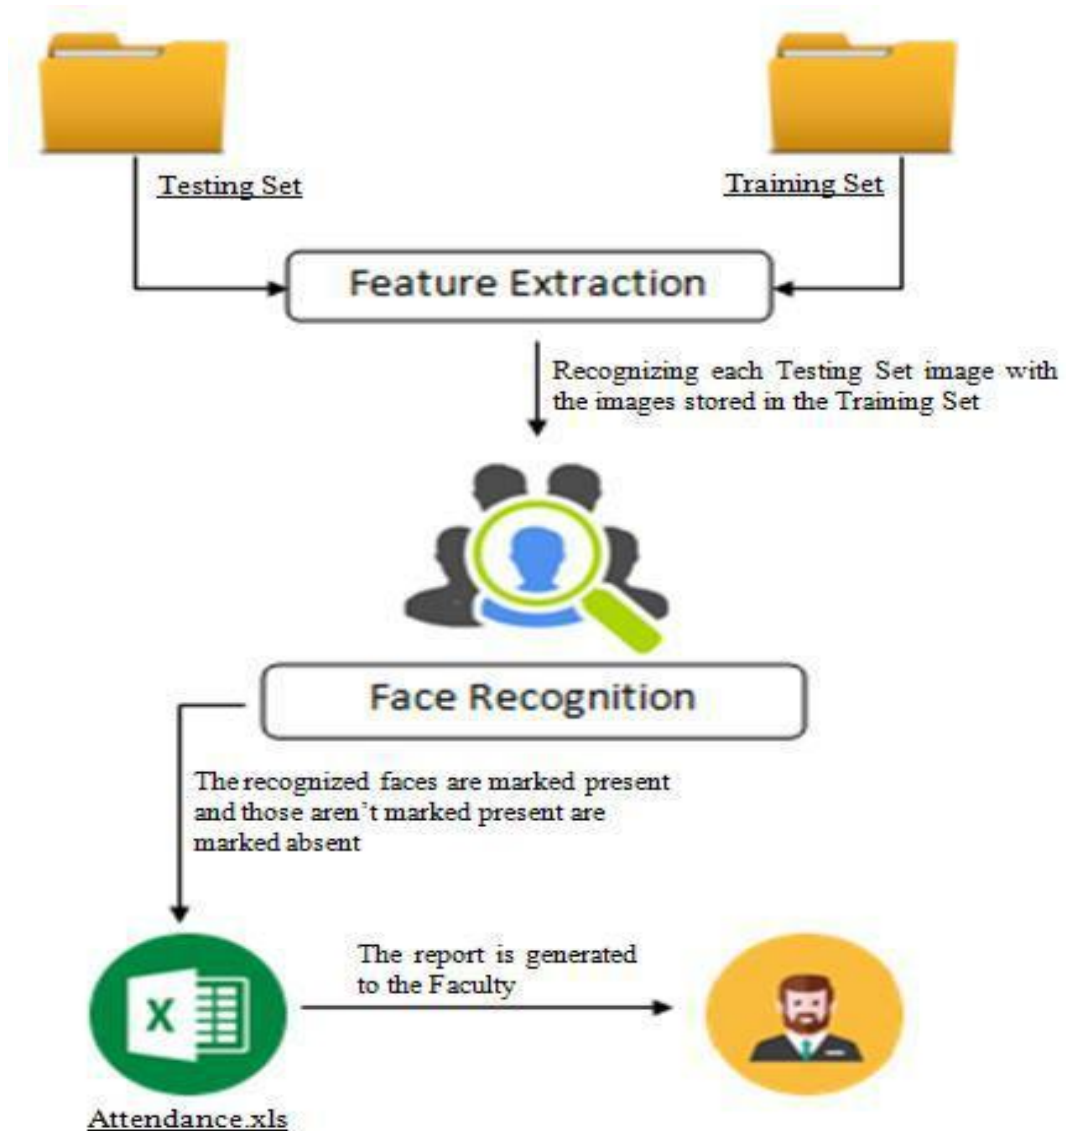 Testing Set
Training Set
Feature Extraction
Recognizing each Testing Set image with
the images stored in the Training Set
Face Recognition
The recognized faces are marked present
and those aren't marked present are
marked absent
The report is generated
to the Faculty
X
Attendance.xls